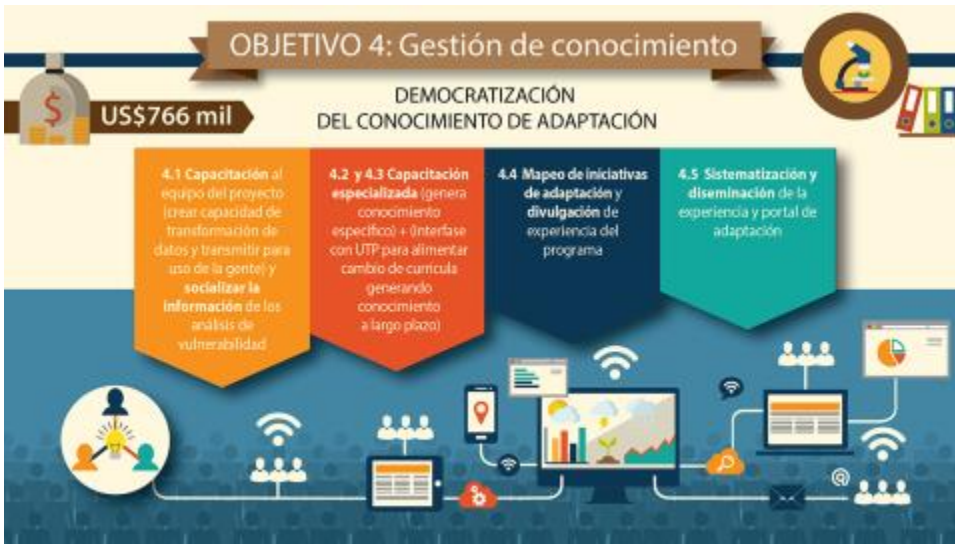 OBJETIVO 4: Gestión de conocimiento
US$766 mil
DEMOCRATIZACIÓN
DEL CONOCIMIENTO DE ADAPTACIÓN
4.1 Capacitación al
equipo del proyecto
(crear capacidad de
transformación de
datos y transmitir para
uso de la gente) y
socializar la
información de los
análisis de
vulnerabilidad
4.2 y 4.3 Capacitación
especializada (genera
conocimiento
específico) + (interfase
con UTP para alimentar
cambio de currícula
generando
conocimiento
a largo plazo)
4.4 Mapeo de iniciativas
de adaptación y
divulgación de
experiencia del
programa
4.5 Sistematización y
diseminación de la
experiencia y portal de
adaptación